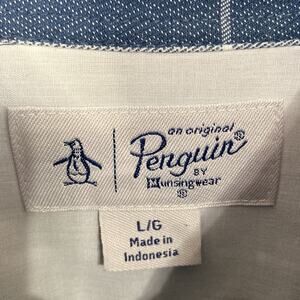 an original
Penguin®
BY
Munsingwear
®
L/G
Made in
Indonesia